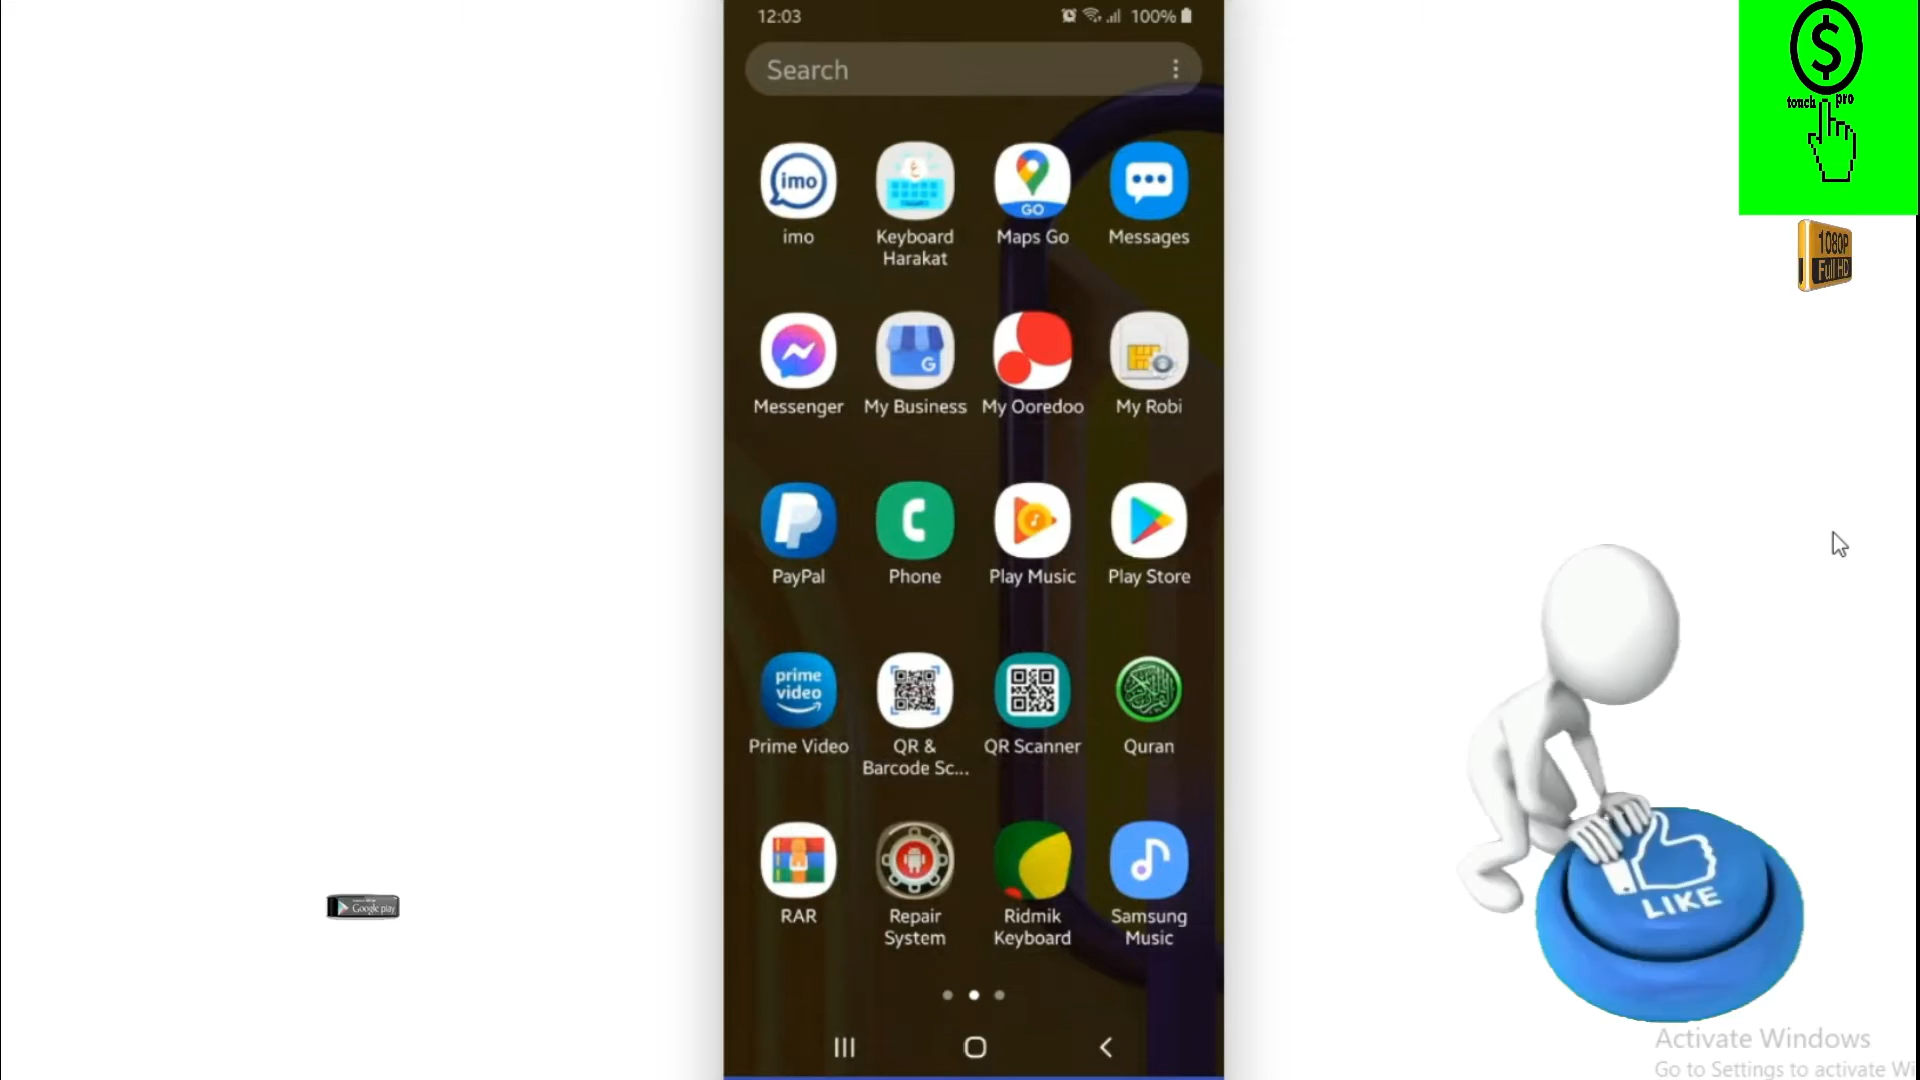 12:03
100%
Search
touch pro
1080P
Full HD
imo
GO
imo
Keyboard
Harakat
Maps Go
Messages
G
Messenger
My Business
My Ooredoo
My Robi
PayPal
Phone
Play Music
Play Store
prime
video
Prime Video
QR &
Barcode Sc...
QR Scanner
Quran
RAR
Repair
System
Ridmik
Keyboard
Samsung
Music
Google play
LIKE
Activate Windows
Go to Settings to activate Wi